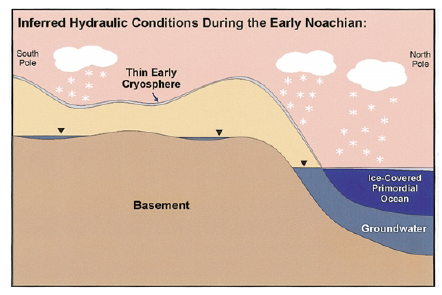 Inferred Hydraulic Conditions During the Early Noachian:
South
Pole
North
Pole
Thin Early
Cryosphere
Ice-Covered
Primordial
Ocean
Basement
Groundwater